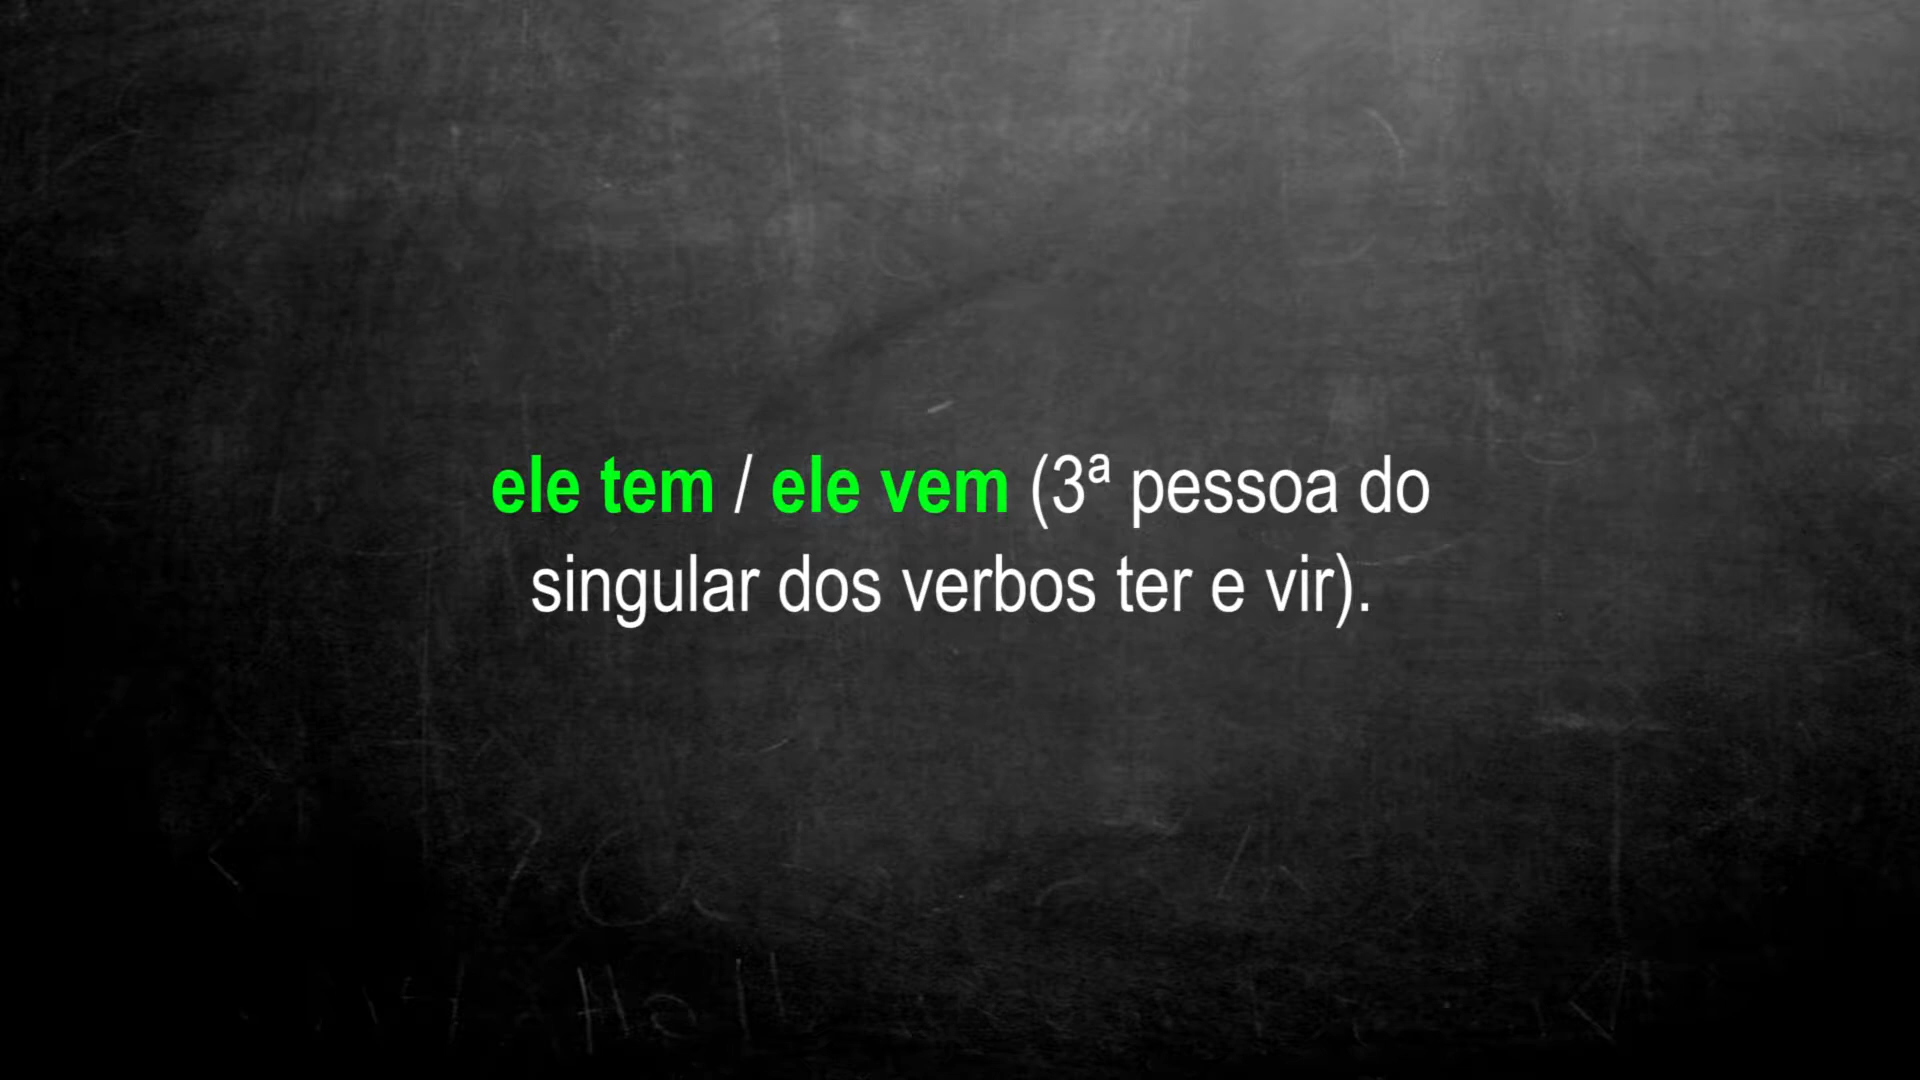 ele tem / ele vem (3ª pessoa do
singular dos verbos ter e vir).